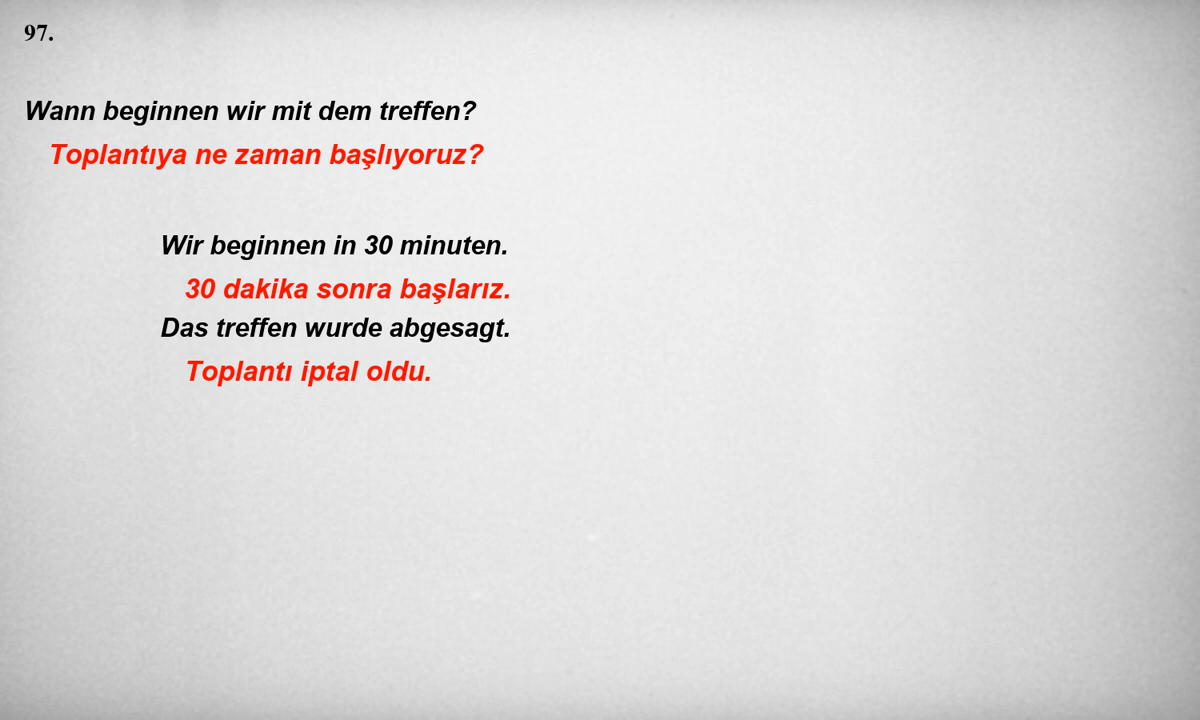 97.
Wann beginnen wir mit dem treffen?
Toplantıya ne zaman başlıyoruz?
Wir beginnen in 30 minuten.
30 dakika sonra başlarız.
Das treffen wurde abgesagt.
Toplantı iptal oldu.